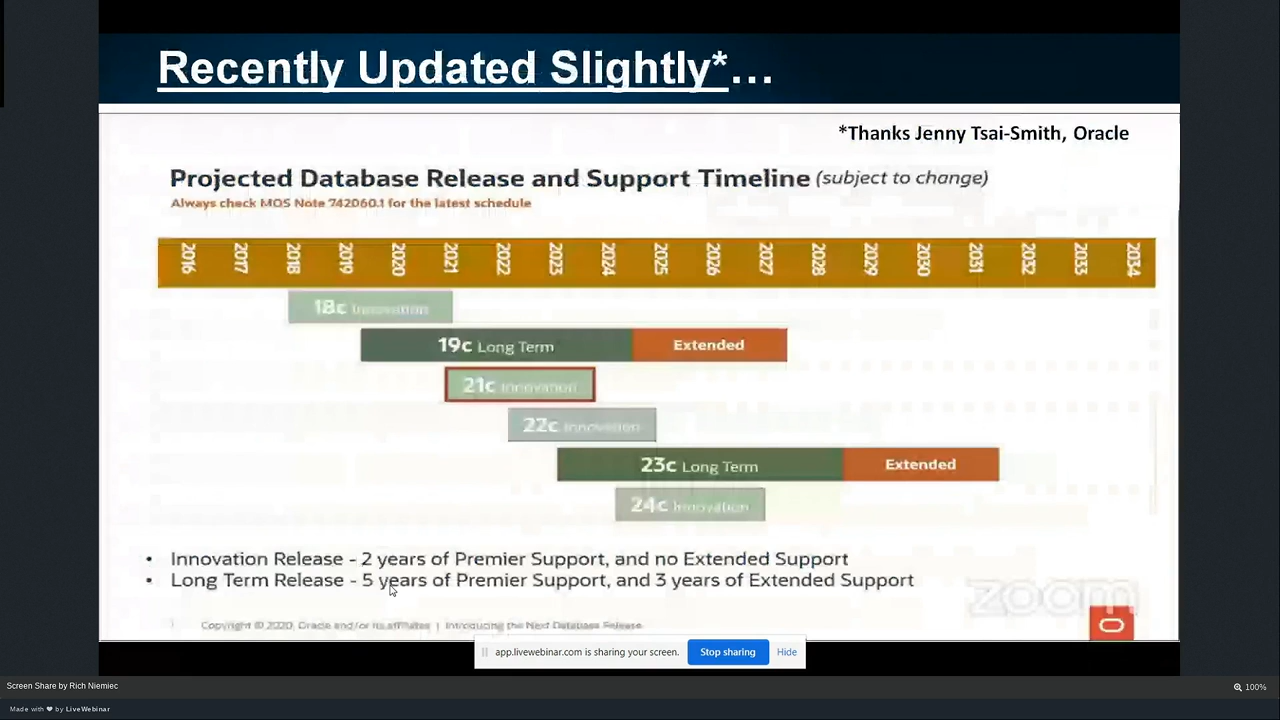 Recently Updated Slightly*...
*Thanks Jenny Tsai-Smith, Oracle
Projected Database Release and Support Timeline (subject to change)
Always check MOS Note 742060.1 for the latest schedule
2016 2017 2018 2019 2020 2021 2022 2023 2024 2025 2026 2027 2028 2029 2030 2031 2032 2033 2034
18c Innovation
19c Long Term Extended
21c Innovation
22c Innovation
23c Long Term Extended
24c Innovation
• Innovation Release - 2 years of Premier Support, and no Extended Support
• Long Term Release - 5 years of Premier Support, and 3 years of Extended Support
zoom
Copyright © 2020, Oracle and/or its affiliates | Introducing the Next Database Release
app.livewebinar.com is sharing your screen. Stop sharing Hide
Screen Share by Rich Niemiec
100%
Made with ❤ by LiveWebinar